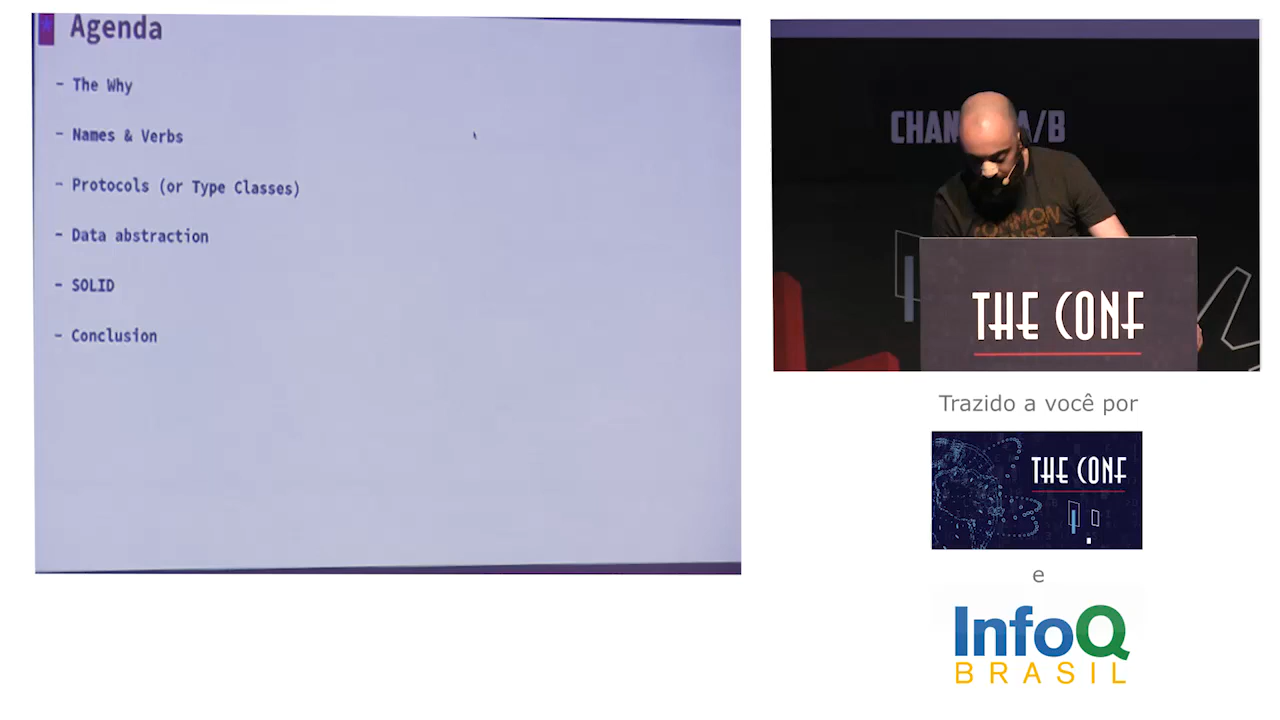 Agenda
- The Why
- Names & Verbs
- Protocols (or Type Classes)
- Data abstraction
- SOLID
- Conclusion
A/B
COMMON
THE CONF
Trazido a você por
THE CONF
e
InfoQ
BRASIL